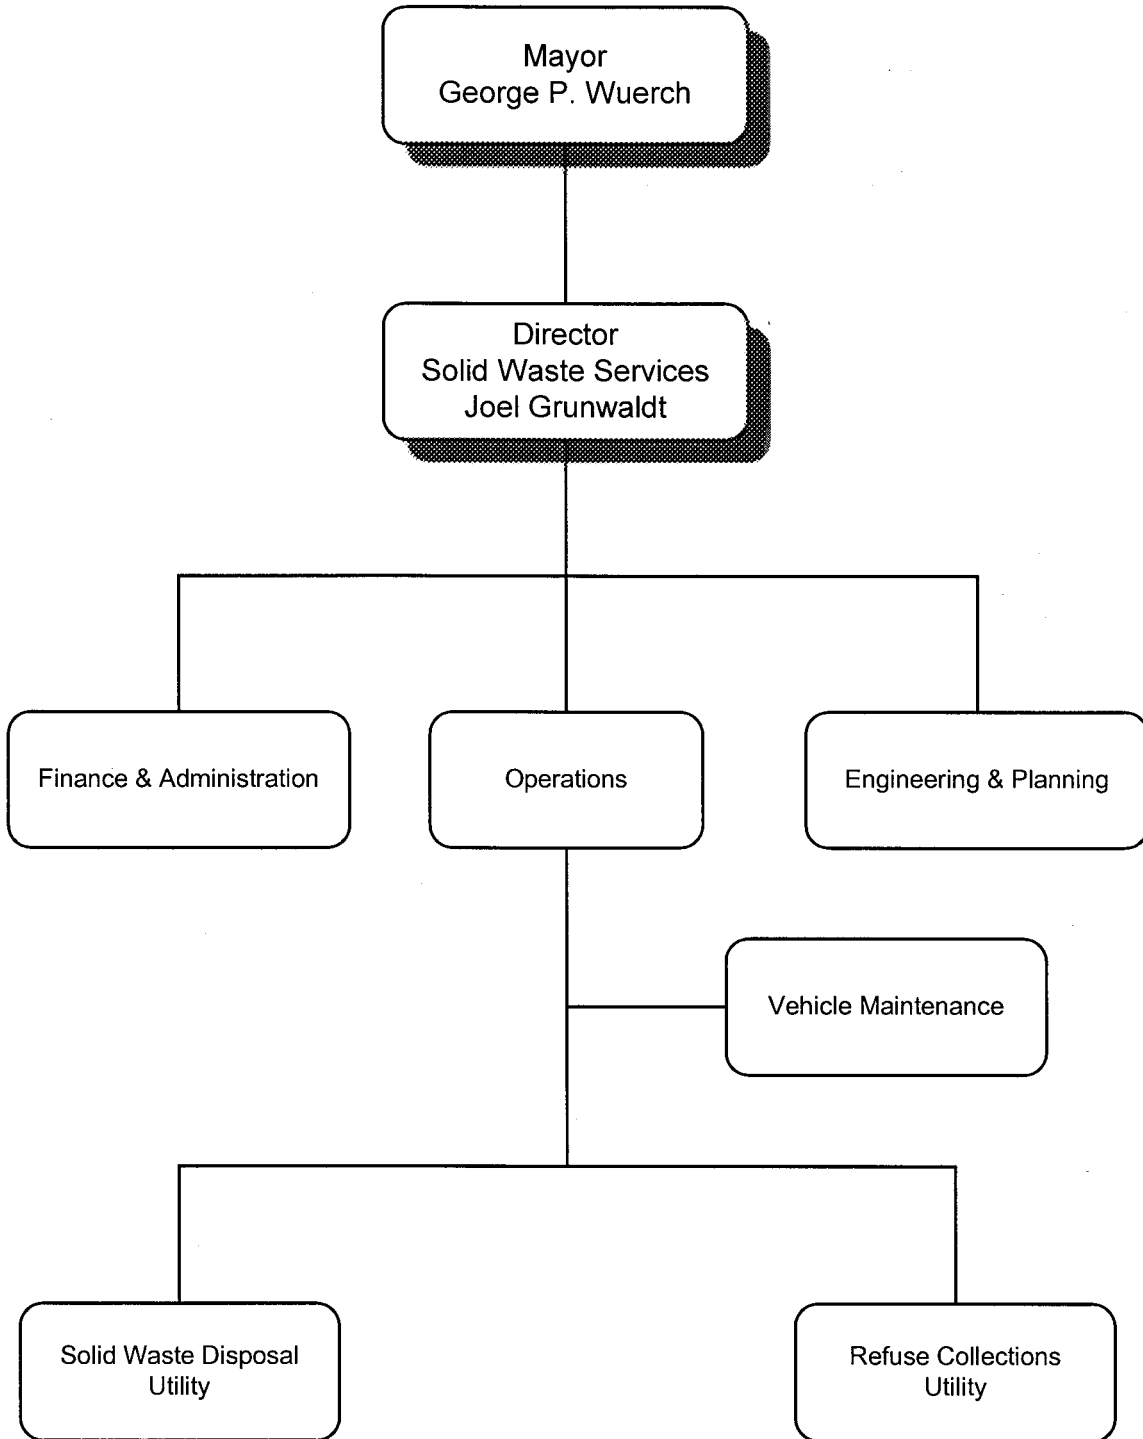 Mayor
George P. Wuerch
Director
Solid Waste Services
Joel Grunwaldt
Finance & Administration
Operations
Engineering & Planning
Vehicle Maintenance
Solid Waste Disposal
Utility
Refuse Collections
Utility